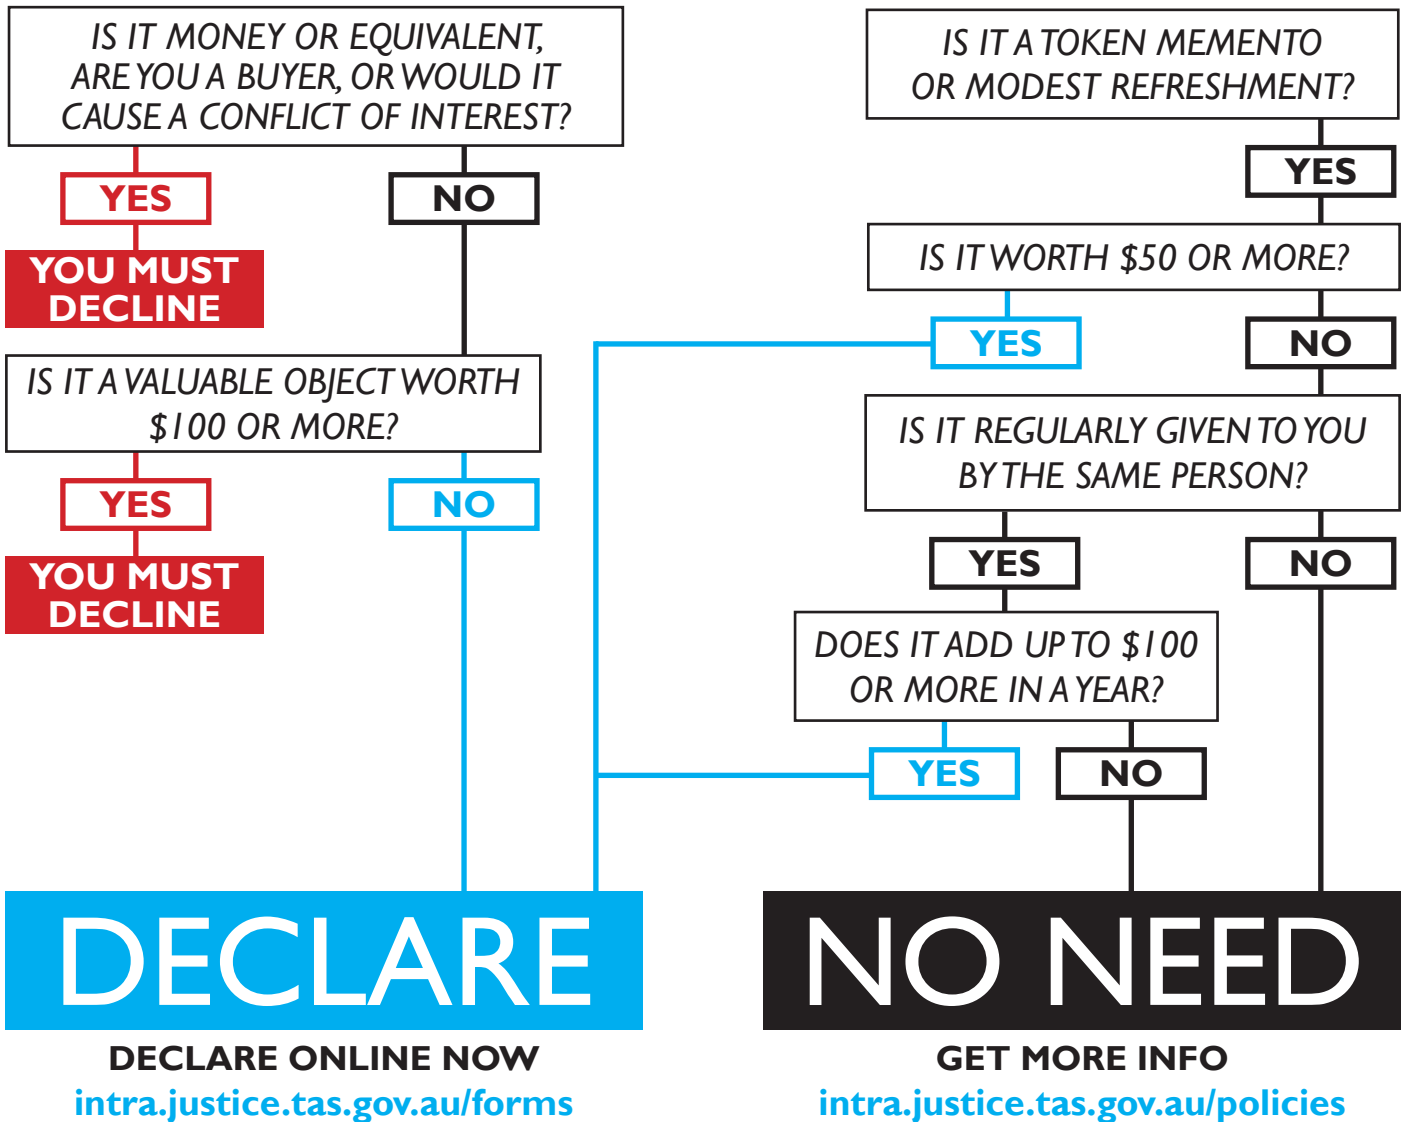 IS IT MONEY OR EQUIVALENT,
ARE YOU A BUYER, OR WOULD IT
CAUSE A CONFLICT OF INTEREST?
YES
NO
YOU MUST
DECLINE
IS IT A VALUABLE OBJECT WORTH
$100 OR MORE?
YES
NO
YOU MUST
DECLINE
IS IT A TOKEN MEMENTO
OR MODEST REFRESHMENT?
YES
IS IT WORTH $50 OR MORE?
YES
NO
IS IT REGULARLY GIVEN TO YOU
BY THE SAME PERSON?
YES
NO
DOES IT ADD UP TO $100
OR MORE IN A YEAR?
YES
NO
DECLARE
DECLARE ONLINE NOW
intra.justice.tas.gov.au/forms
NO NEED
GET MORE INFO
intra.justice.tas.gov.au/policies